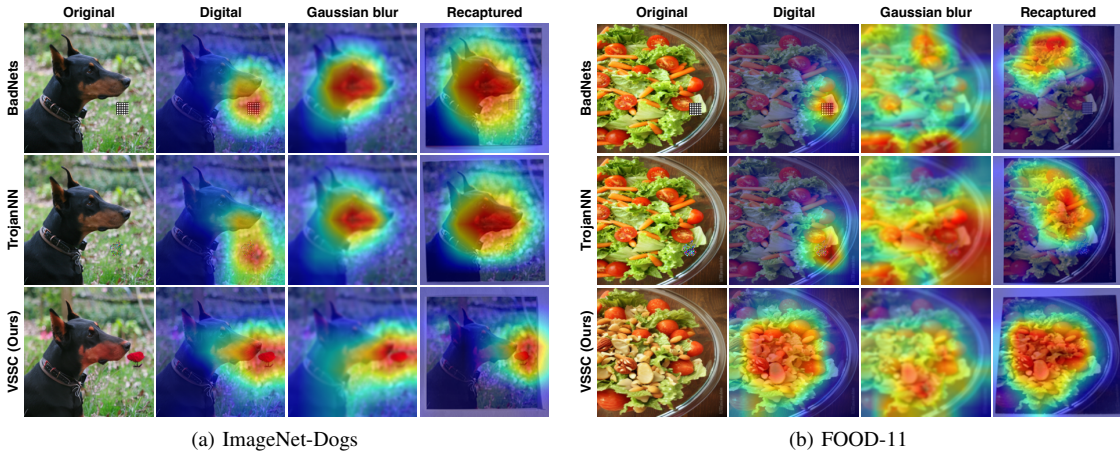 Original Digital Gaussian blur Recaptured
Original Digital Gaussian blur Recaptured
BadNets
BadNets
TrojanNN
TrojanNN
VSSC (Ours)
VSSC (Ours)
(a) ImageNet-Dogs
(b) FOOD-11